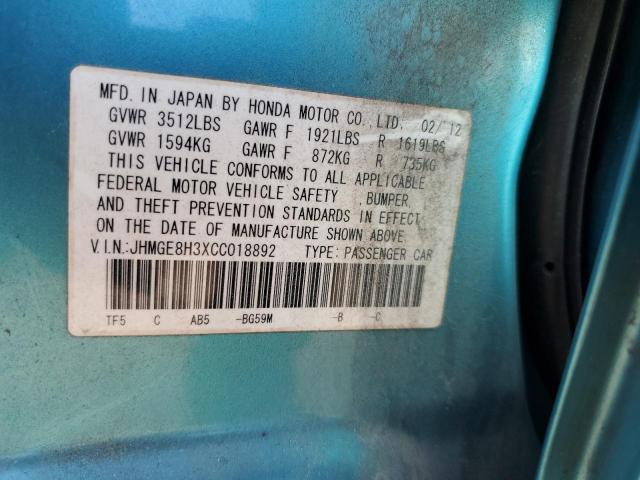 MFD. IN JAPAN BY HONDA MOTOR CO.,LTD. 02/'12
GVWR 3512LBS GAWR F 1921LBS R 1619LBS
GVWR 1594KG GAWR F 872KG R 735KG
THIS VEHICLE CONFORMS TO ALL APPLICABLE
FEDERAL MOTOR VEHICLE SAFETY ,BUMPER,
AND THEFT PREVENTION STANDARDS IN EFFECT
ON THE DATE OF MANUFACTURE SHOWN ABOVE.
V.I.N.:JHMGE8H3XCC018892 TYPE: PASSENGER CAR
TF5 C AB5 -BG59M -B -C